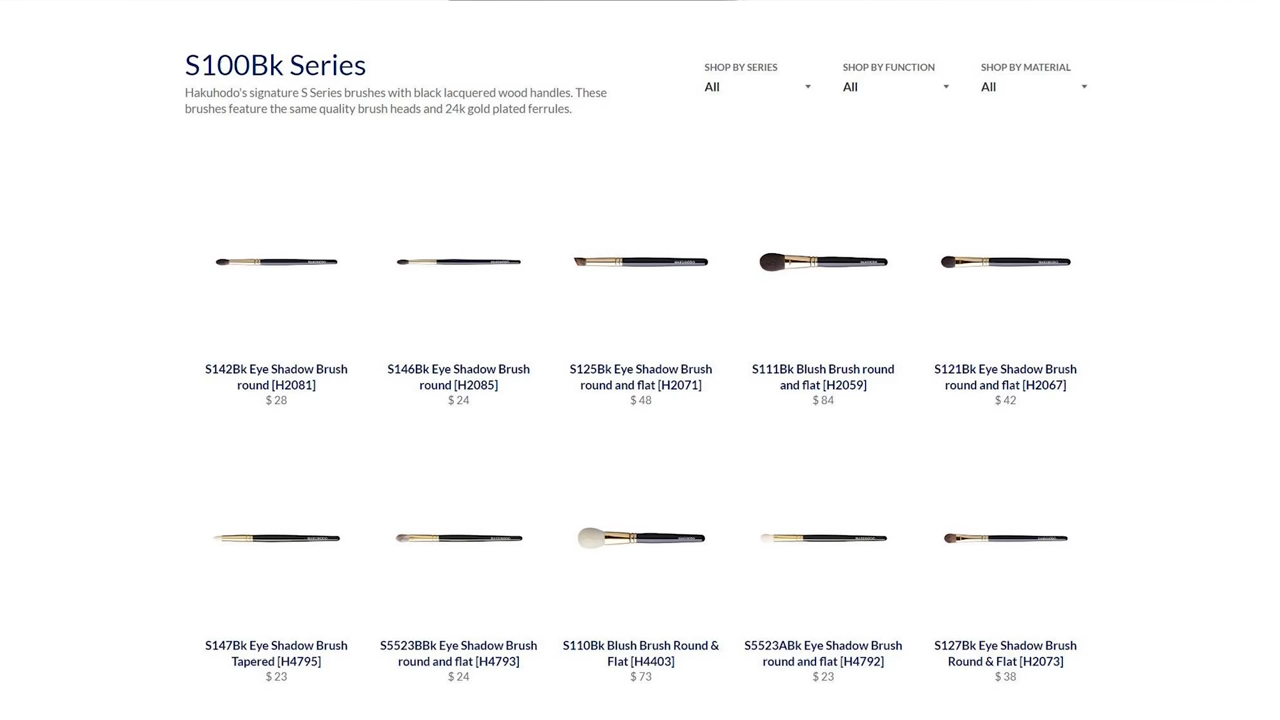 S100Bk Series
Hakuhodo's signature S Series brushes with black lacquered wood handles. These
brushes feature the same quality brush heads and 24k gold plated ferrules.
SHOP BY SERIES
All
SHOP BY FUNCTION
All
SHOP BY MATERIAL
All
S142Bk Eye Shadow Brush
round [H2081]
$ 28
S146Bk Eye Shadow Brush
round [H2085]
$ 24
S125Bk Eye Shadow Brush
round and flat [H2071]
$ 48
S111Bk Blush Brush round
and flat [H2059]
$ 84
S121Bk Eye Shadow Brush
round and flat [H2067]
$ 42
S147Bk Eye Shadow Brush
Tapered [H4795]
$ 23
S5523BBk Eye Shadow Brush
round and flat [H4793]
$ 24
S110Bk Blush Brush Round &
Flat [H4403]
$ 73
S5523ABk Eye Shadow Brush
round and flat [H4792]
$ 23
S127Bk Eye Shadow Brush
Round & Flat [H2073]
$ 38